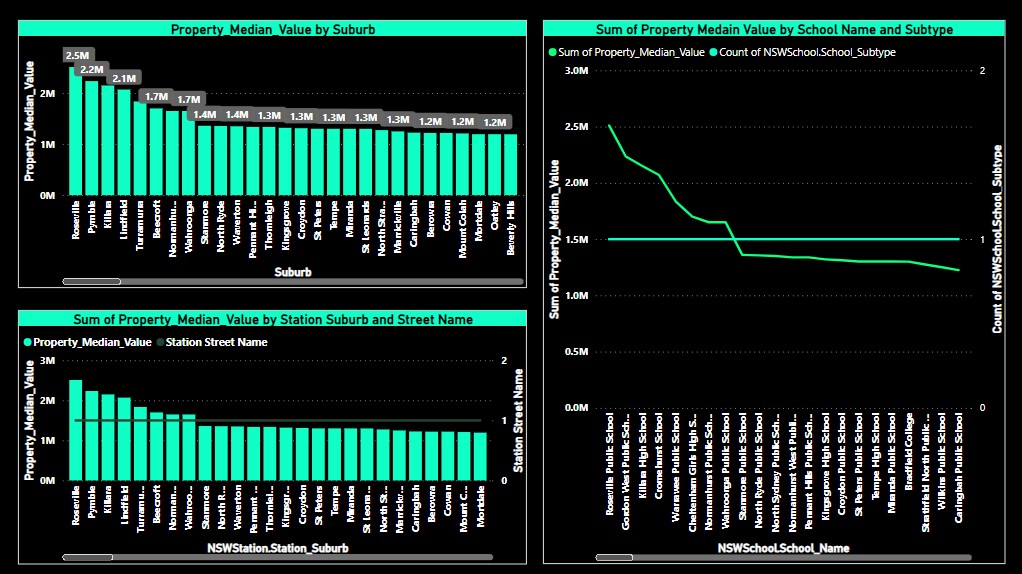 Property_Median_Value by Suburb
Property_Median_Value
2M
1M
0M
2.5M
2.2M
2.1M
1.7M
1.7M
1.4M
1.4M
1.3M
1.3M
1.3M
1.3M
1.3M
1.2M
1.2M
1.2M
Roseville
Pymble
Killara
Lindfield
Turramurra
Beecroft
Normanhu...
Wahroonga
Stanmore
North Ryde
Waverton
Pennant Hi...
Thornleigh
Kingsgrove
Croydon
St Peters
Tempe
Miranda
St Leonards
North Stra...
Marrickville
Caringbah
Berowra
Cowan
Mount Colah
Mortdale
Oatley
Beverly Hills
Suburb
Sum of Property_Median_Value by Station Suburb and Street Name
Property_Median_Value
Station Street Name
Property_Median_Value
3M
2M
1M
0M
2
1
0
Station Street Name
Roseville
Pymble
Killara
Lindfield
Turramu...
Beecroft
Norman...
Wahroo...
Stanmore
North R...
Waverton
Pennant ...
Thornlei...
Kingsgr...
Croydon
St Peters
Tempe
Miranda
St Leon...
North St...
Marrickv...
Caringbah
Berowra
Cowan
Mount C...
Mortdale
NSWStation.Station_Suburb
Sum of Property Medain Value by School Name and Subtype
Sum of Property_Median_Value
Count of NSWSchool.School_Subtype
Sum of Property_Median_Value
3.0M
2.5M
2.0M
1.5M
1.0M
0.5M
0.0M
2
1
0
Count of NSWSchool.School_Subtype
Roseville Public School
Gordon West Public Sch...
Killara High School
Cromehurst School
Warrawee Public School
Cheltenham Girls High S...
Normanhurst Public Sch...
Wahroonga Public School
Stanmore Public School
North Ryde Public School
North Sydney Public Sch...
Normanhurst West Publi...
Pennant Hills Public Sch...
Kingsgrove High School
Croydon Public School
St Peters Public School
Tempe High School
Miranda Public School
Bradfield College
Strathfield North Public ...
Wilkins Public School
Caringbah Public School
NSWSchool.School_Name